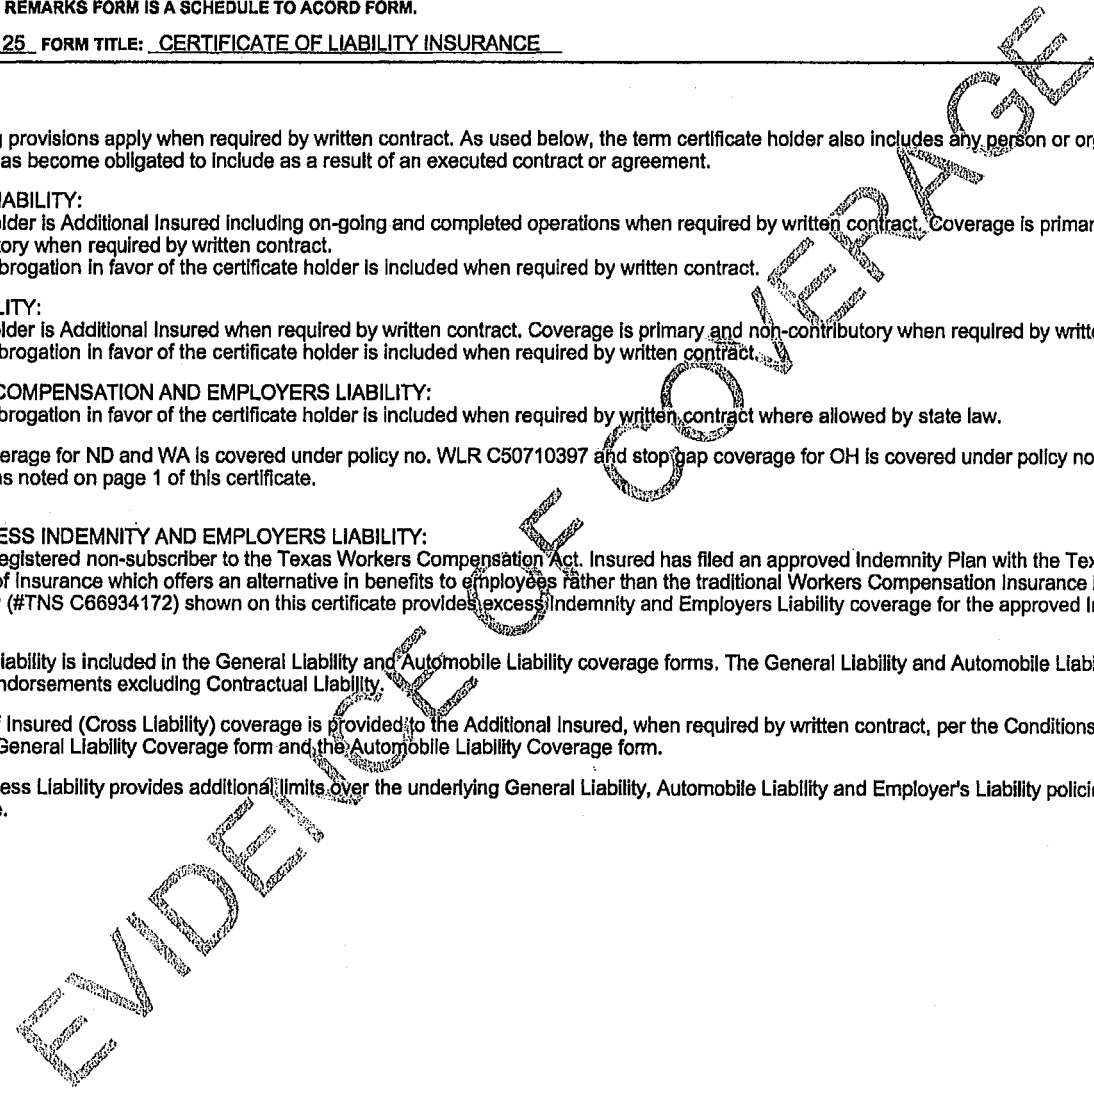 REMARKS FORM IS A SCHEDULE TO ACORD FORM.
25 FORM TITLE: CERTIFICATE OF LIABILITY INSURANCE
provisions apply when required by written contract. As used below, the term certificate holder also includes any person or or
as become obligated to include as a result of an executed contract or agreement.
IABILITY:
lder is Additional Insured including on-going and completed operations when required by written contract. Coverage is primar
tory when required by written contract.
brogation in favor of the certificate holder is included when required by written contract.
LITY:
lder is Additional Insured when required by written contract. Coverage is primary and non-contributory when required by writt
brogation in favor of the certificate holder is included when required by written contract.
COMPENSATION AND EMPLOYERS LIABILITY:
brogation in favor of the certificate holder is included when required by written contract where allowed by state law.
erage for ND and WA is covered under policy no. WLR C50710397 and stop gap coverage for OH is covered under policy no
as noted on page 1 of this certificate.
ESS INDEMNITY AND EMPLOYERS LIABILITY:
egistered non-subscriber to the Texas Workers Compensation Act. Insured has filed an approved Indemnity Plan with the Tex
of Insurance which offers an alternative in benefits to employees rather than the traditional Workers Compensation Insurance
(#TNS C66934172) shown on this certificate provides excess Indemnity and Employers Liability coverage for the approved I
iability is included in the General Liability and Automobile Liability coverage forms. The General Liability and Automobile Liabi
ndorsements excluding Contractual Liability.
f Insured (Cross Liability) coverage is provided to the Additional Insured, when required by written contract, per the Conditions
General Liability Coverage form and the Automobile Liability Coverage form.
ess Liability provides additional limits over the underlying General Liability, Automobile Liability and Employer's Liability polici
e.
EVIDENCE OF COVERAGE